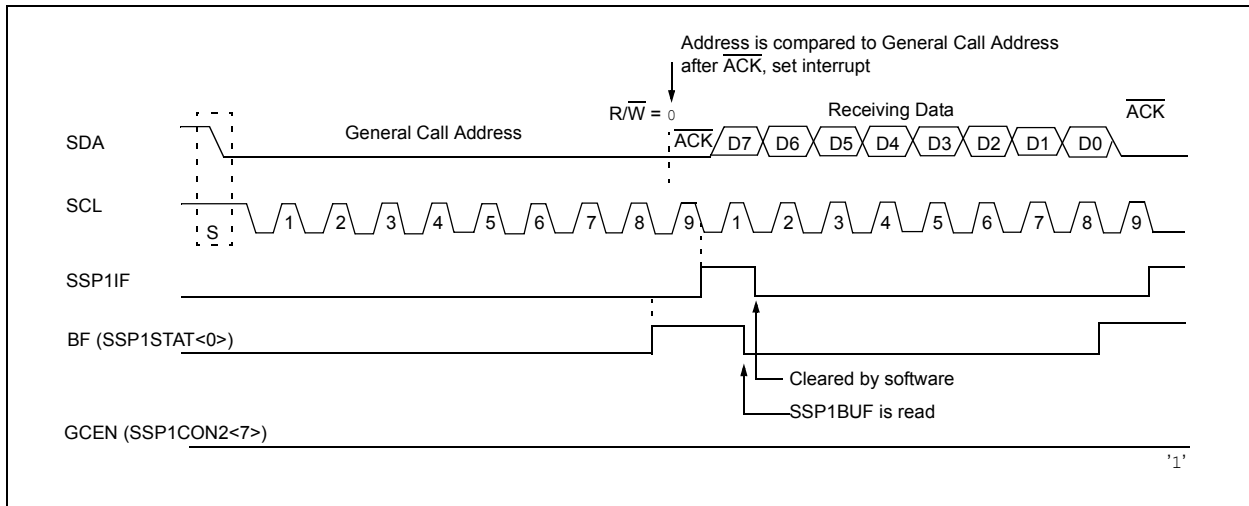 Address is compared to General Call Address
after ACK, set interrupt
R/W = 0
General Call Address
Receiving Data
ACK
SDA
ACK
D7 D6 D5 D4 D3 D2 D1 D0
SCL
S
1 2 3 4 5 6 7 8 9 1 2 3 4 5 6 7 8 9
SSP1IF
BF (SSP1STAT<0>)
Cleared by software
SSP1BUF is read
GCEN (SSP1CON2<7>)
'1'